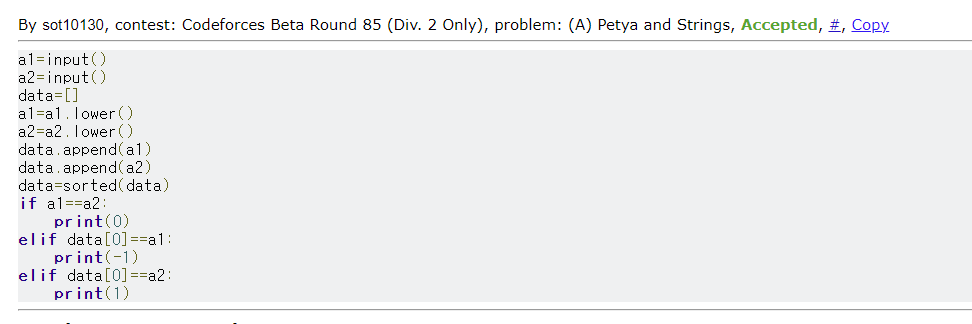 By sot10130, contest: Codeforces Beta Round 85 (Div. 2 Only), problem: (A) Petya and Strings, Accepted, #, Copy
a1=input()
a2=input()
data=[]
a1=a1.lower()
a2=a2.lower()
data.append(a1)
data.append(a2)
data=sorted(data)
if a1==a2:
    print(0)
elif data[0]==a1:
    print(-1)
elif data[0]==a2:
    print(1)